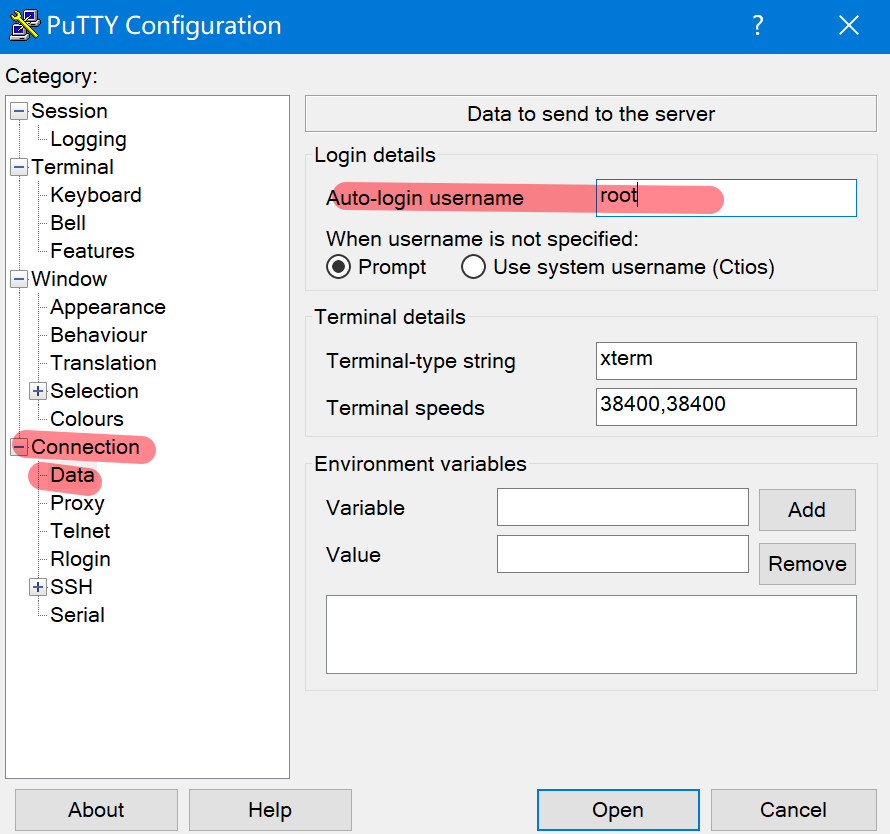 PuTTY Configuration
?
Category:
Session
Logging
Terminal
Keyboard
Bell
Features
Window
Appearance
Behaviour
Translation
Selection
Colours
Connection
Data
Proxy
Telnet
Rlogin
SSH
Serial
Data to send to the server
Login details
Auto-login username root
When username is not specified:
Prompt Use system username (Ctios)
Terminal details
Terminal-type string xterm
Terminal speeds 38400,38400
Environment variables
Variable Add
Value Remove
About Help Open Cancel